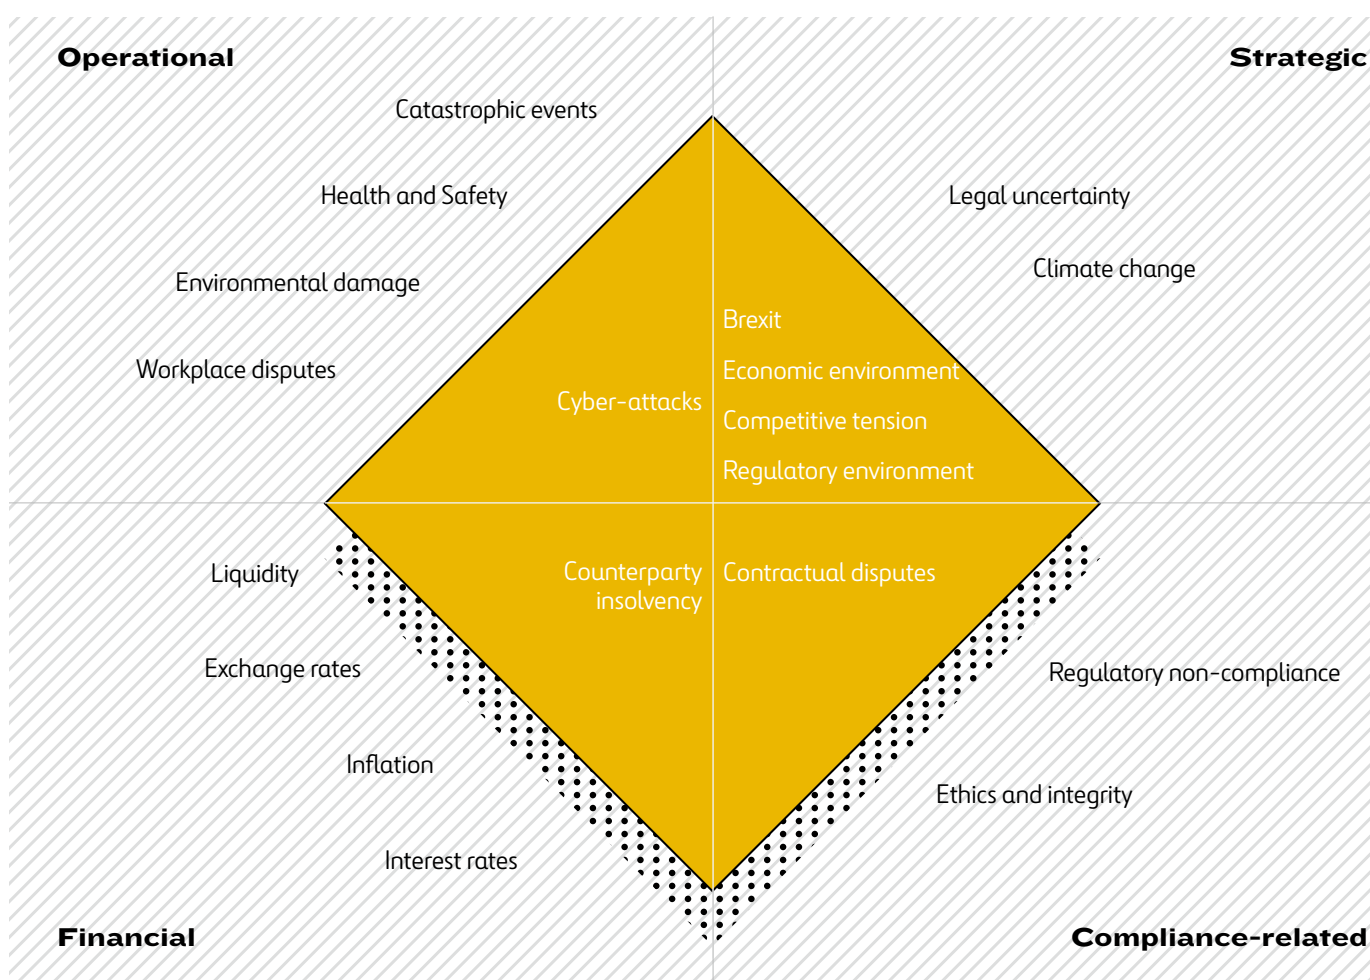 Operational
Strategic
Catastrophic events
Health and Safety
Legal uncertainty
Environmental damage
Climate change
Brexit
Workplace disputes
Economic environment
Cyber-attacks
Competitive tension
Regulatory environment
Liquidity
Counterparty
insolvency
Contractual disputes
Exchange rates
Regulatory non-compliance
Inflation
Ethics and integrity
Interest rates
Financial
Compliance-related